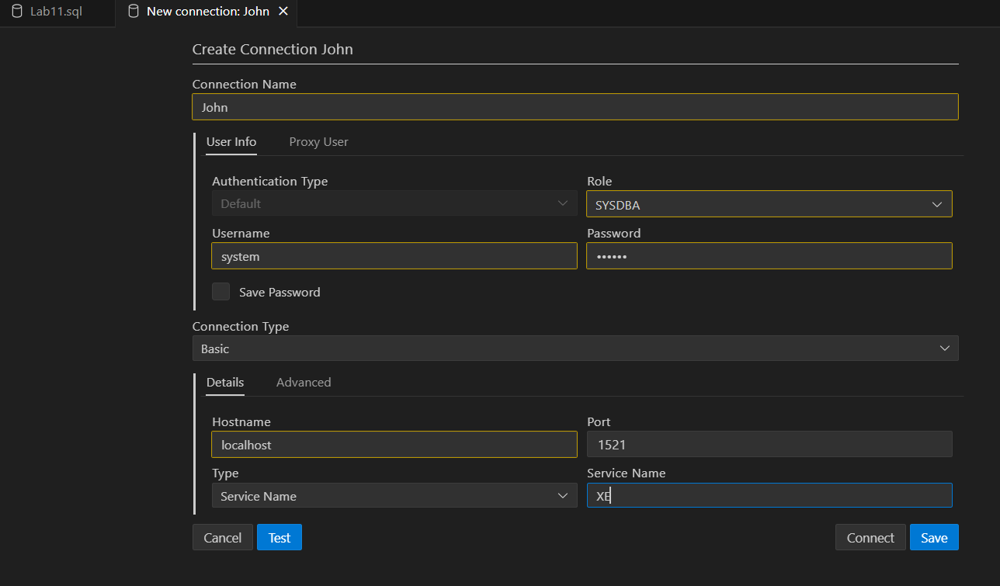 Lab11.sql New connection: John
Create Connection John
Connection Name
John
User Info Proxy User
Authentication Type Role
Default SYSDBA
Username Password
system ••••••
Save Password
Connection Type
Basic
Details Advanced
Hostname Port
localhost 1521
Type Service Name
Service Name XE
Cancel Test Connect Save